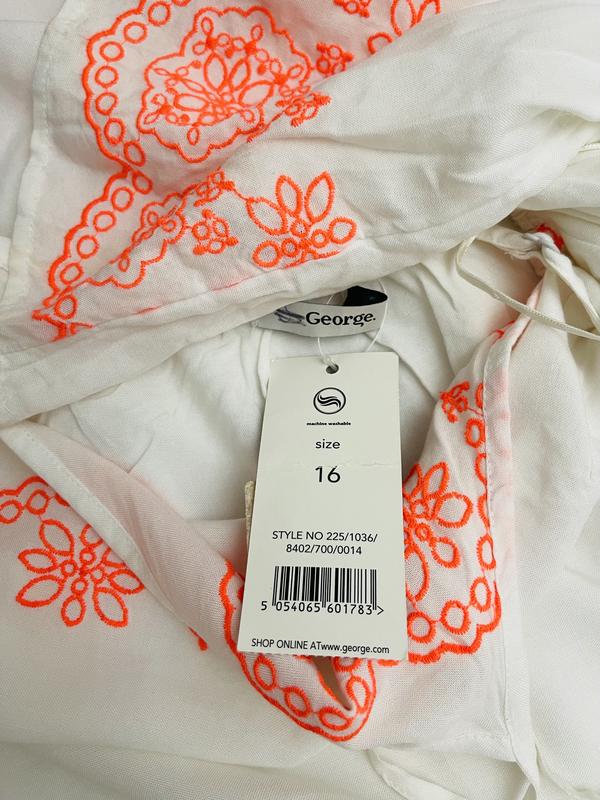 George.
machine washable
size
16
STYLE NO 225/1036/
8402/700/0014
5 054065 601783 >
SHOP ONLINE ATwww.george.com